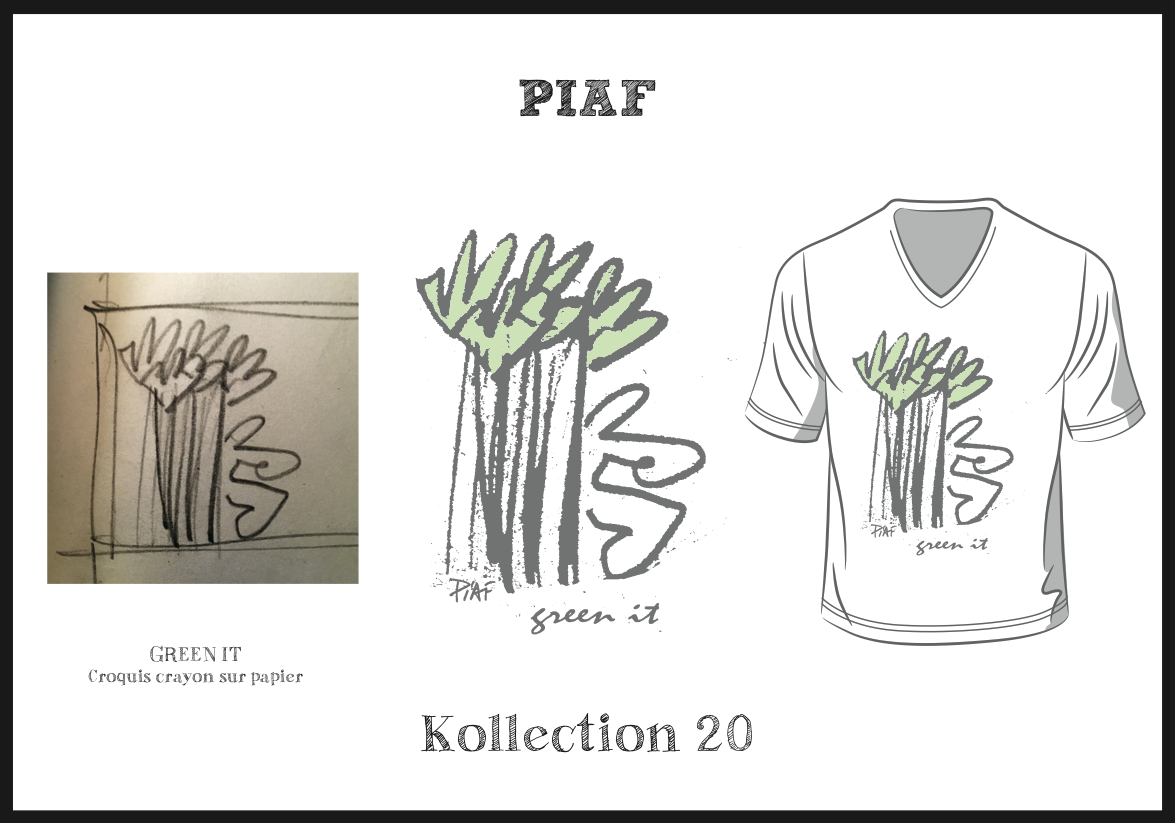 PIAF
PIAF
green it
PIAF
green it
GREEN IT
Croquis crayon sur papier
Kollection 20